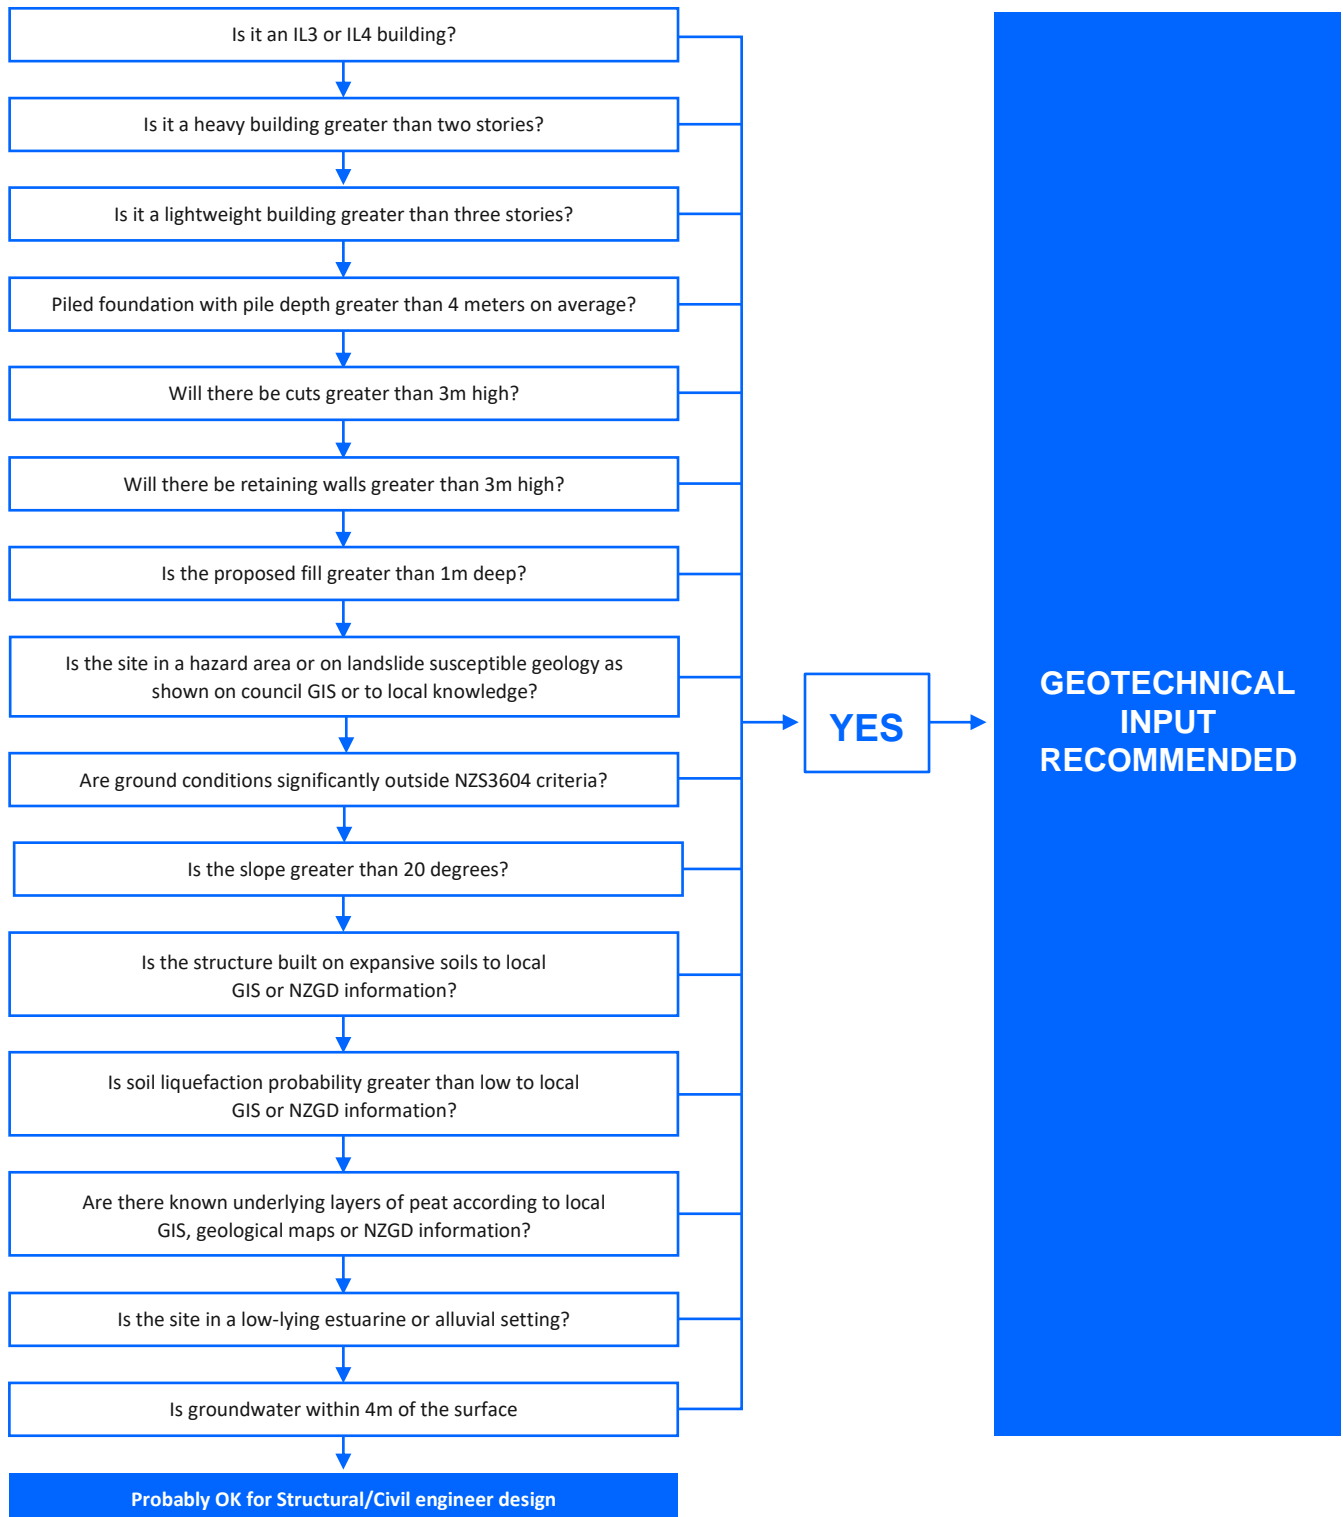 Is it an IL3 or IL4 building?
Is it a heavy building greater than two stories?
Is it a lightweight building greater than three stories?
Piled foundation with pile depth greater than 4 meters on average?
Will there be cuts greater than 3m high?
Will there be retaining walls greater than 3m high?
Is the proposed fill greater than 1m deep?
Is the site in a hazard area or on landslide susceptible geology as
shown on council GIS or to local knowledge?
Are ground conditions significantly outside NZS3604 criteria?
Is the slope greater than 20 degrees?
Is the structure built on expansive soils to local
GIS or NZGD information?
Is soil liquefaction probability greater than low to local
GIS or NZGD information?
Are there known underlying layers of peat according to local
GIS, geological maps or NZGD information?
Is the site in a low-lying estuarine or alluvial setting?
Is groundwater within 4m of the surface
Probably OK for Structural/Civil engineer design
YES
GEOTECHNICAL
INPUT
RECOMMENDED